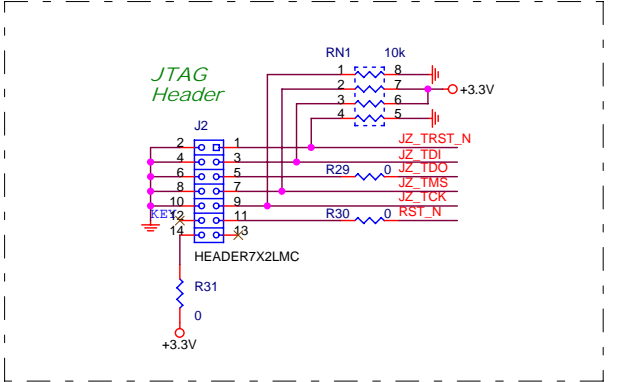 RN1 10k
JTAG
Header
1 8
2 7
3 6
4 5
+3.3V
J2
2 1 JZ_TRST_N
4 3 JZ_TDI
6 5 R29 0 JZ_TDO
8 7 JZ_TMS
10 9 JZ_TCK
KEY 12 11 R30 0 RST_N
14 13
HEADER7X2LMC
R31
0
+3.3V